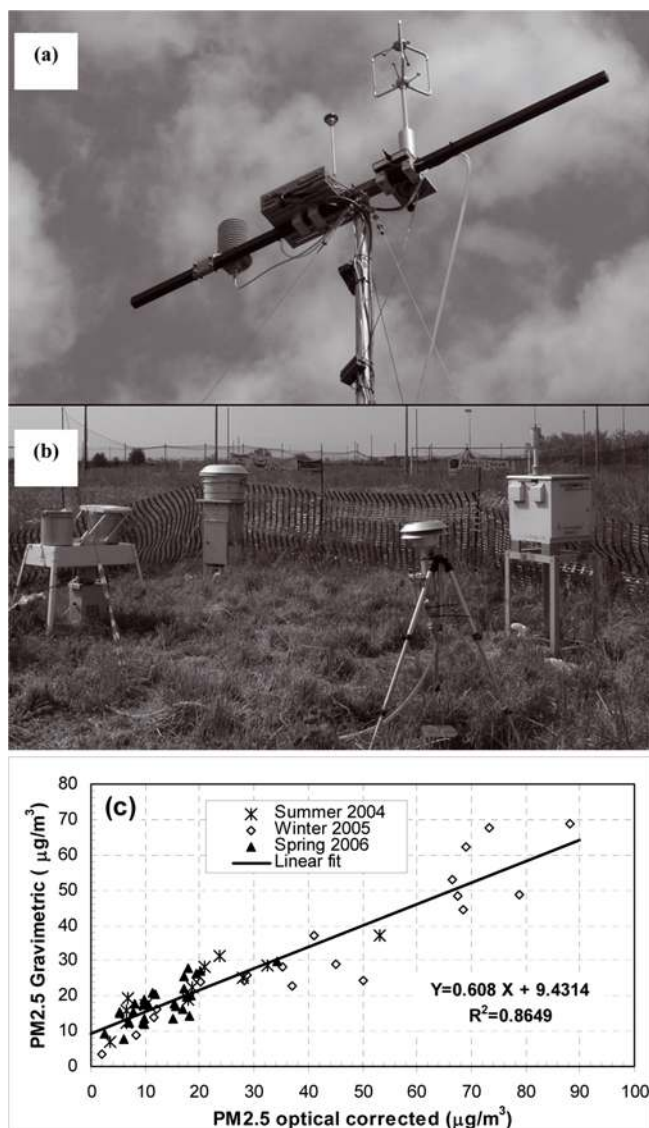 (a)
(b)
(c)
Summer 2004
Winter 2005
Spring 2006
Linear fit
Y=0.608 X + 9.4314
R²=0.8649
PM2.5 Gravimetric (µg/m³)
80
70
60
50
40
30
20
10
0
0 10 20 30 40 50 60 70 80 90 100
PM2.5 optical corrected (µg/m³)